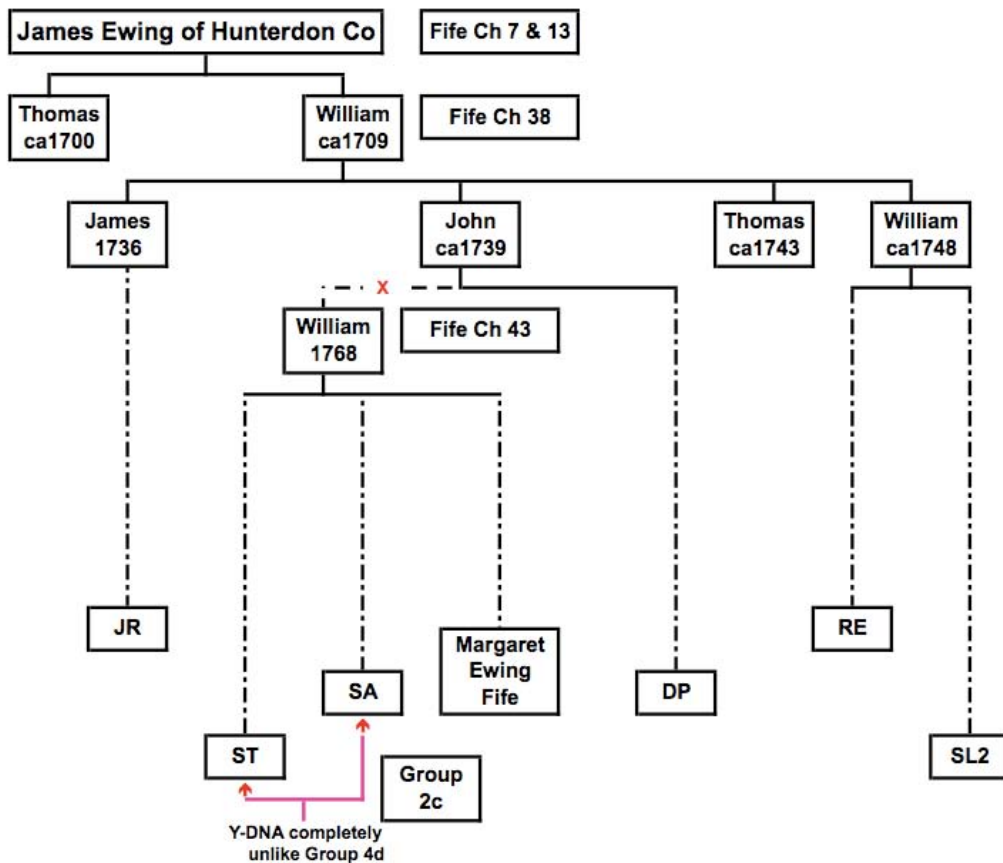 James Ewing of Hunterdon Co
Fife Ch 7 & 13
Thomas
ca1700
William
ca1709
Fife Ch 38
James
1736
John
ca1739
Thomas
ca1743
William
ca1748
X
William
1768
Fife Ch 43
JR
Margaret
Ewing
Fife
RE
SA
DP
ST
SL2
Group
2c
Y-DNA completely
unlike Group 4d